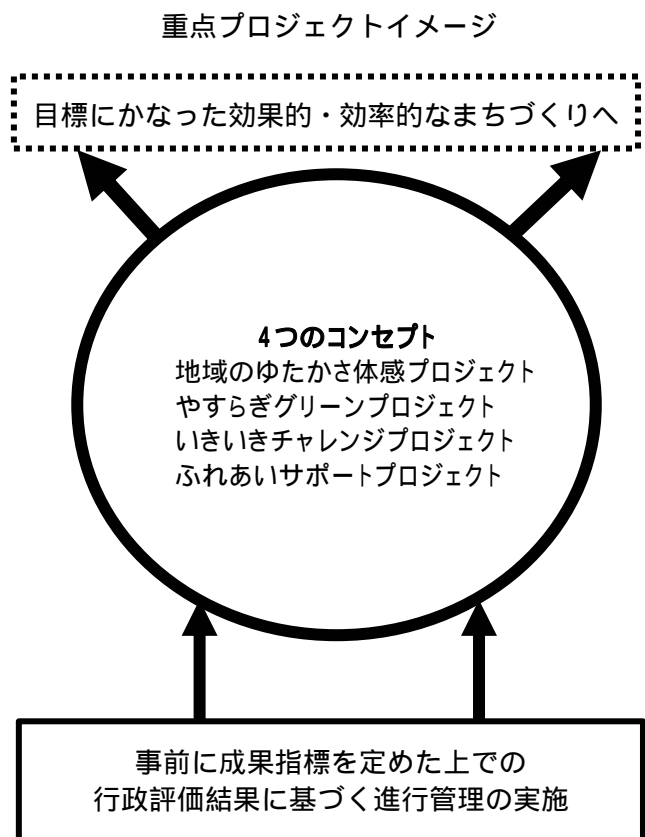 重点プロジェクトイメージ
目標にかなった効果的・効率的なまちづくりへ
4つのコンセプト
地域のゆたかさ体感プロジェクト
やすらぎグリーンプロジェクト
いきいきチャレンジプロジェクト
ふれあいサポートプロジェクト
事前に成果指標を定めた上での
行政評価結果に基づく進行管理の実施